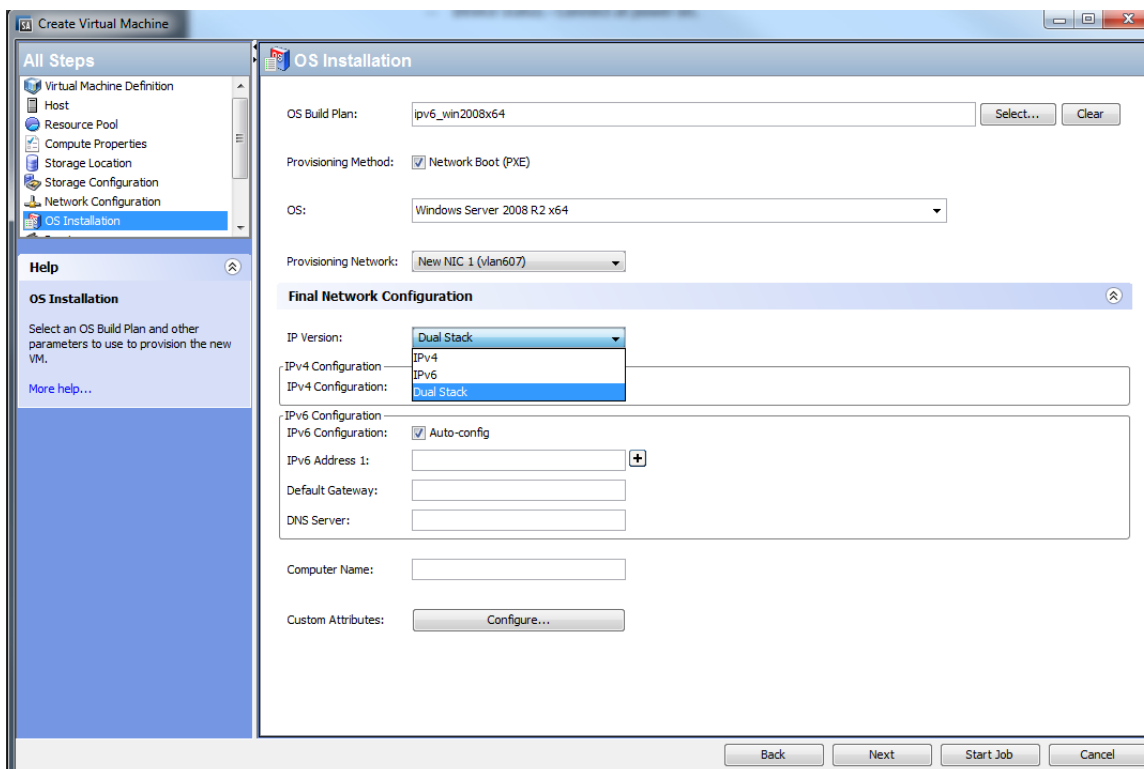 SA Create Virtual Machine
All Steps
Virtual Machine Definition
Host
Resource Pool
Compute Properties
Storage Location
Storage Configuration
Network Configuration
OS Installation
Help
OS Installation
Select an OS Build Plan and other
parameters to use to provision the new
VM.
More help...
OS Installation
OS Build Plan: ipv6_win2008x64 Select... Clear
Provisioning Method: Network Boot (PXE)
OS: Windows Server 2008 R2 x64
Provisioning Network: New NIC 1 (vlan607)
Final Network Configuration
IP Version: Dual Stack
IPv4
IPv6
Dual Stack
IPv4 Configuration
IPv4 Configuration:
IPv6 Configuration
IPv6 Configuration: Auto-config
IPv6 Address 1:
Default Gateway:
DNS Server:
Computer Name:
Custom Attributes: Configure...
Back Next Start Job Cancel